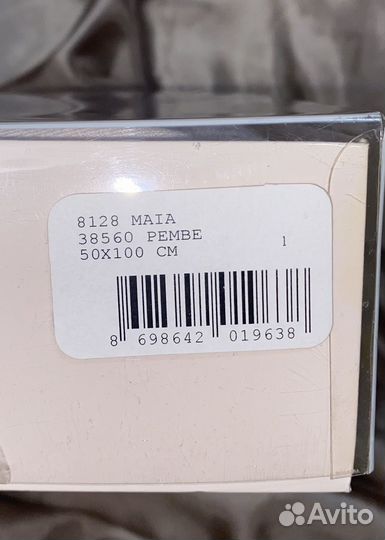 8128 MAIA
38560 PEMBE 1
50X100 CM
8 698642 019638
Avito